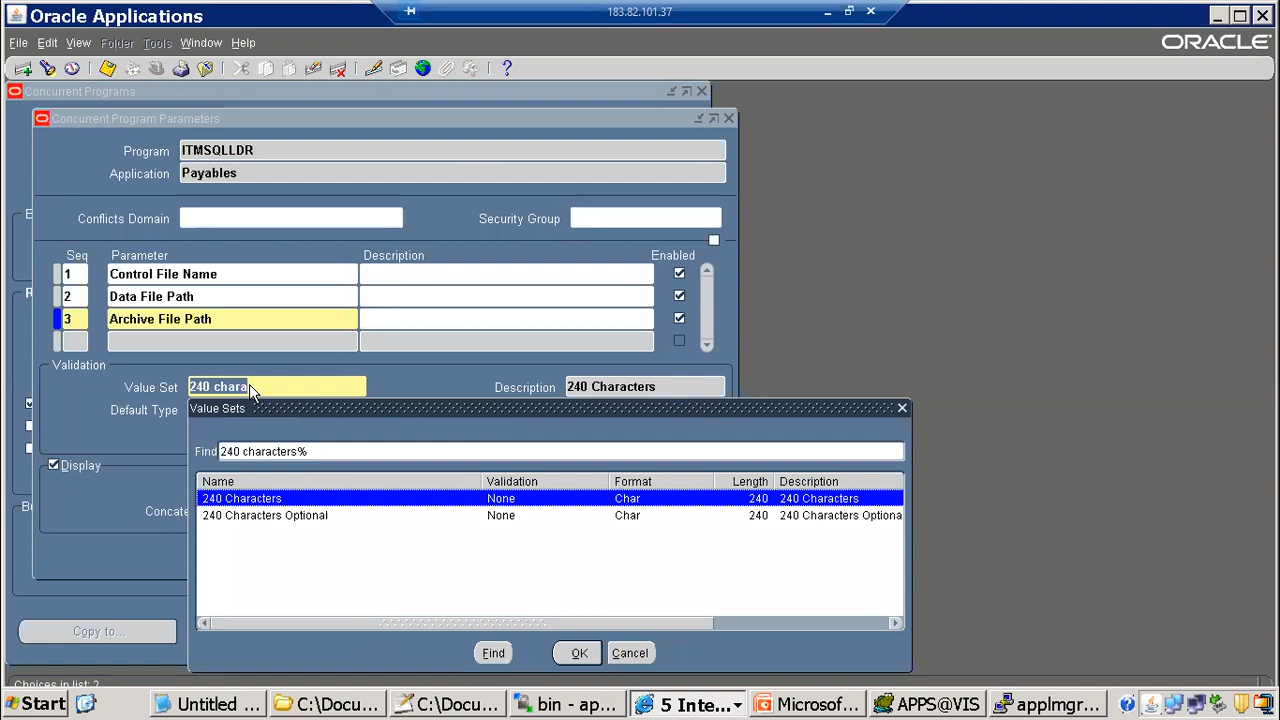 Oracle Applications
183.82.101.37
File Edit View Folder Tools Window Help
ORACLE
Concurrent Programs
Concurrent Program Parameters
Program ITMSQLLDR
Application Payables
Conflicts Domain Security Group
Seq Parameter Description Enabled
1 Control File Name
2 Data File Path
3 Archive File Path
Validation
Value Set 240 chara Description 240 Characters
Default Type
Value Sets
Find 240 characters%
Name Validation Format Length Description
240 Characters None Char 240 240 Characters
240 Characters Optional None Char 240 240 Characters Optiona
Display
Concate
Copy to...
Find OK Cancel
Choices in list: 2
Start Untitled ... C:\Docu... C:\Docu... bin - ap... 5 Inte... Microsof... APPS@VIS applmgr...